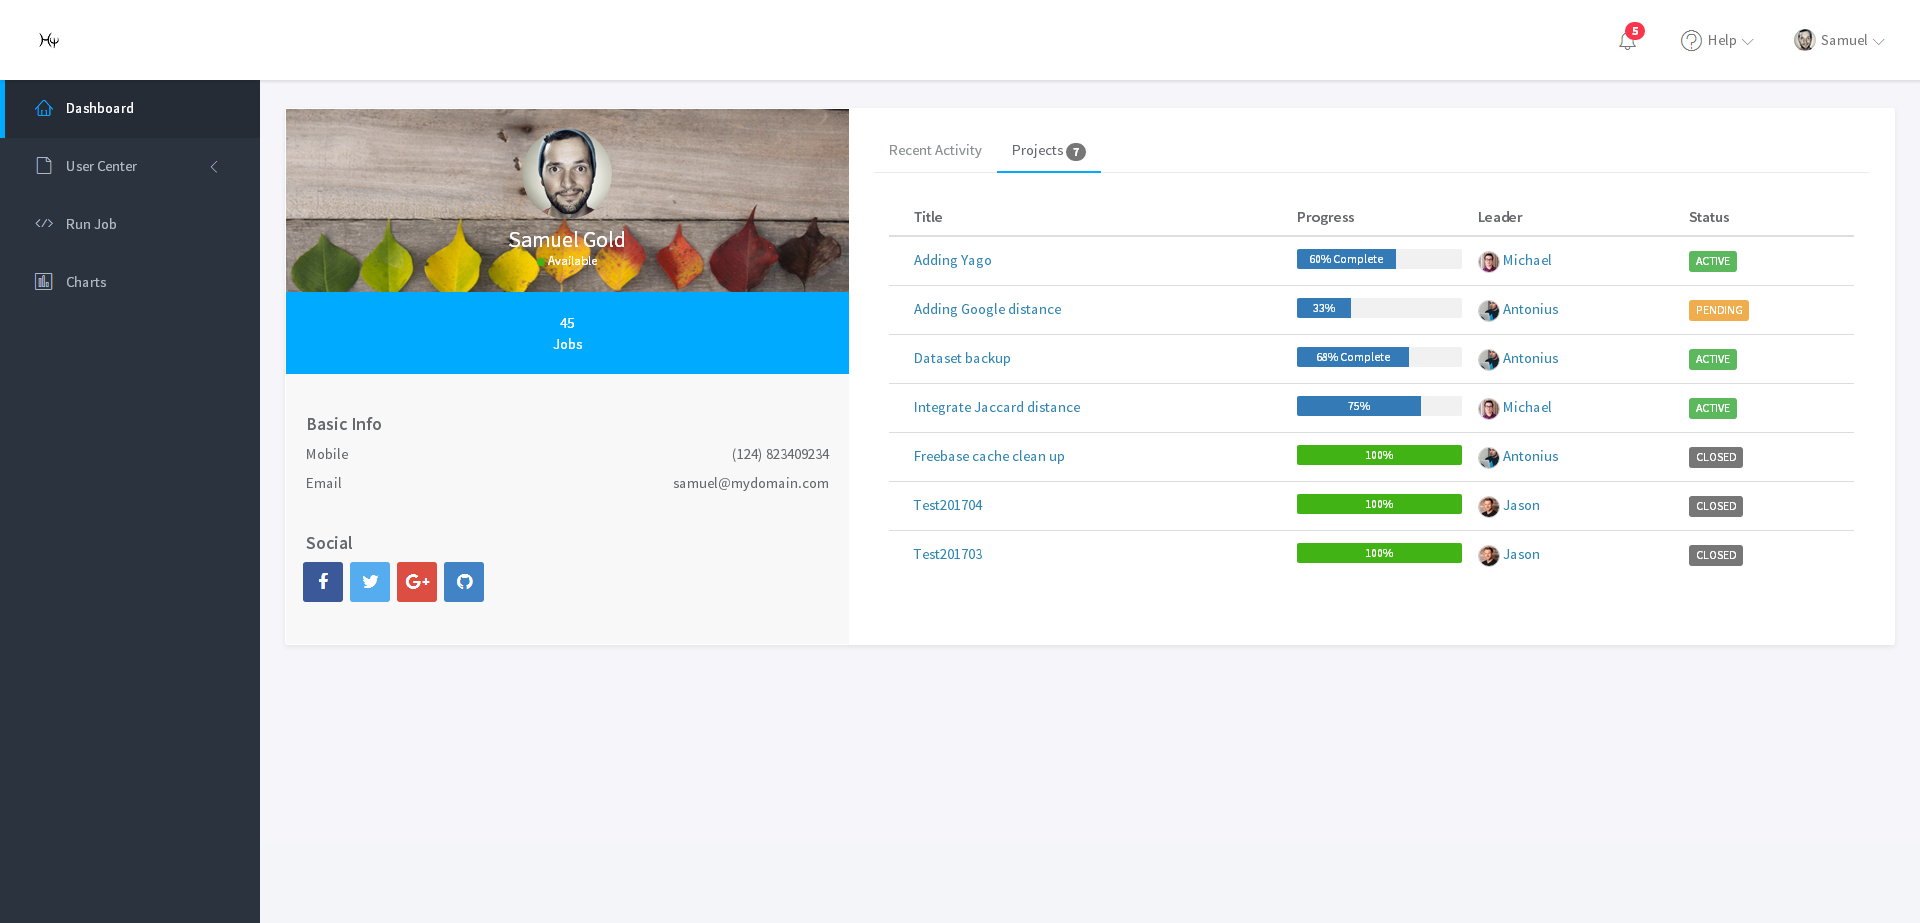 5
Help
Samuel
Dashboard
User Center
Run Job
Charts
Samuel Gold
Available
45
Jobs
Basic Info
Mobile (124) 823409234
Email samuel@mydomain.com
Social
Recent Activity Projects 7
Title Progress Leader Status
Adding Yago 60% Complete Michael ACTIVE
Adding Google distance 33% Antonius PENDING
Dataset backup 68% Complete Antonius ACTIVE
Integrate Jaccard distance 75% Michael ACTIVE
Freebase cache clean up 100% Antonius CLOSED
Test201704 100% Jason CLOSED
Test201703 100% Jason CLOSED